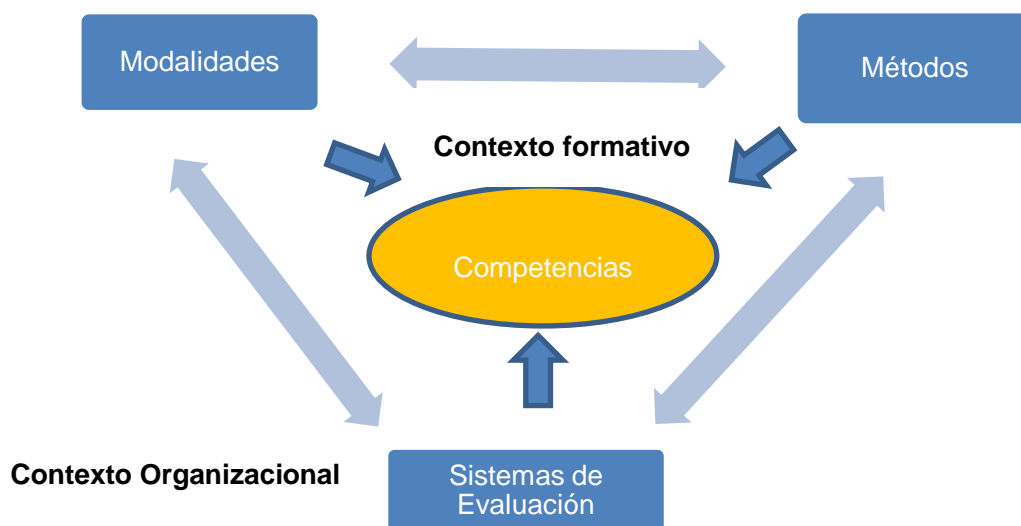 Modalidades
Métodos
Contexto formativo
Competencias
Contexto Organizacional
Sistemas de
Evaluación